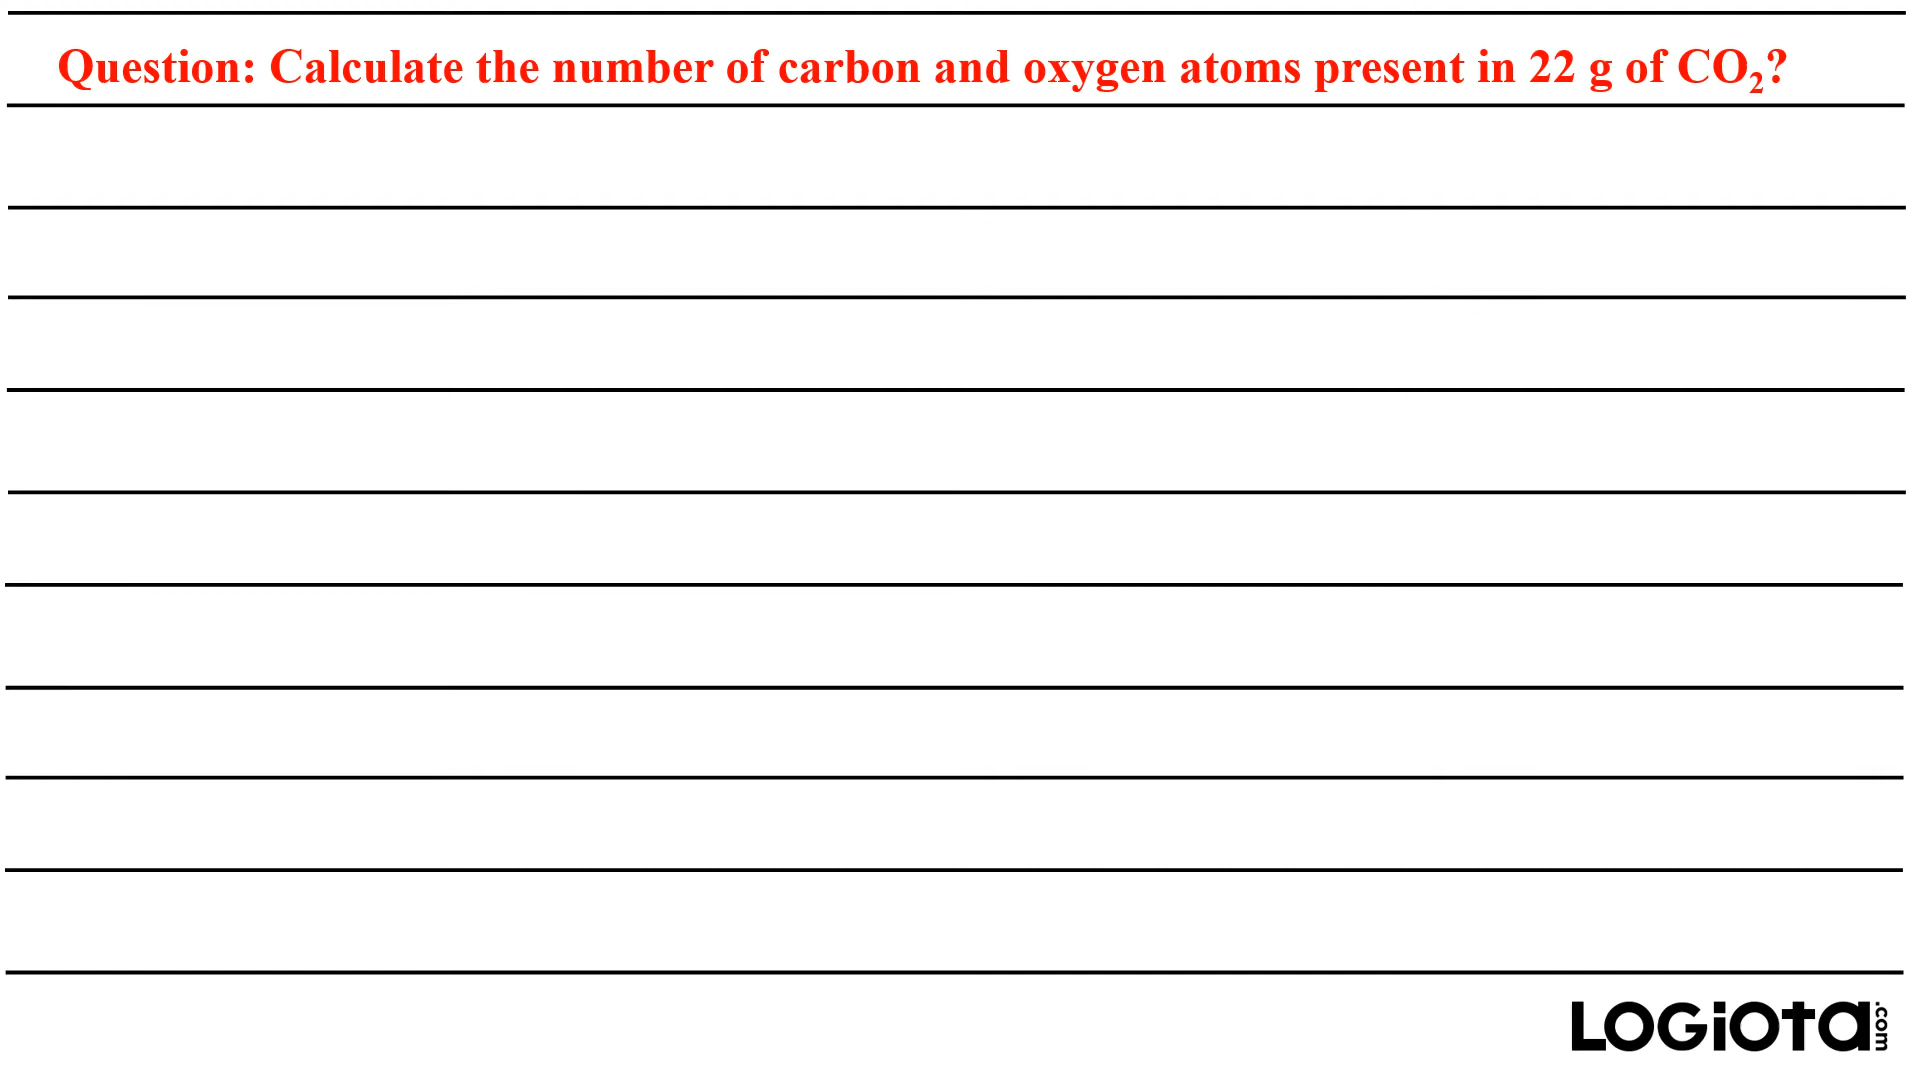 Question: Calculate the number of carbon and oxygen atoms present in 22 g of CO₂?
LOGiOta.com